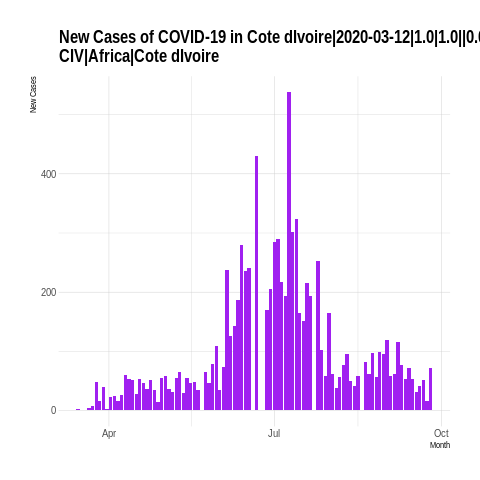 New Cases of COVID-19 in Cote dIvoire|2020-03-12|1.0|1.0||0.0
CIV|Africa|Cote dIvoire
New Cases
400
200
0
Apr
Jul
Oct
Month